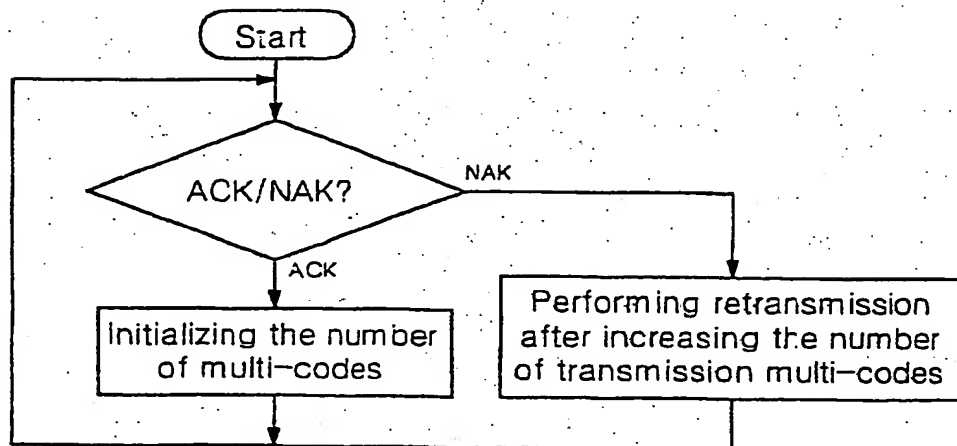 Start
ACK/NAK?
NAK
ACK
Initializing the number
of multi-codes
Performing retransmission
after increasing the number
of transmission multi-codes